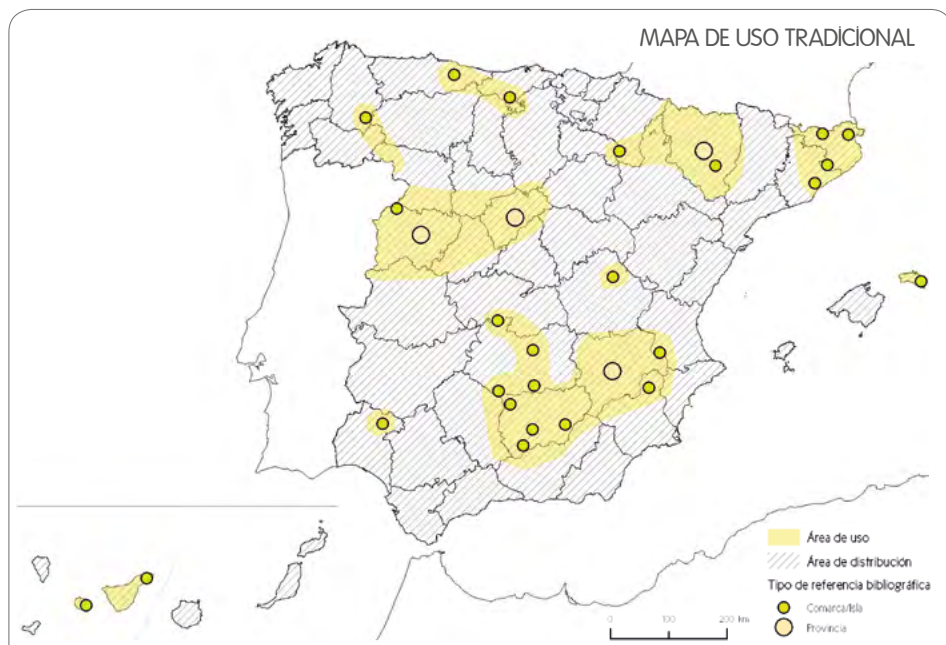 MAPA DE USO TRADICIONAL
Área de uso
Área de distribución
Tipo de referencia bibliográfica
Comarca/Isla
Provincia
0 100 200 km